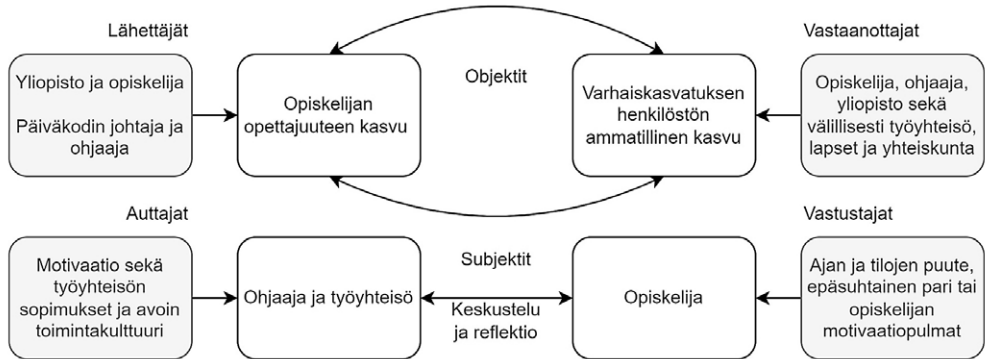 Lähettäjät
Yliopisto ja opiskelija
Päiväkodin johtaja ja
ohjaaja
Opiskelijan
opettajuuteen kasvu
Objektit
Varhaiskasvatuksen
henkilöstön
ammatillinen kasvu
Vastaanottajat
Opiskelija, ohjaaja,
yliopisto sekä
välillisesti työyhteisö,
lapset ja yhteiskunta
Auttajat
Motivaatio sekä
työyhteisön
sopimukset ja avoin
toimintakulttuuri
Ohjaaja ja työyhteisö
Subjektit
Keskustelu
ja reflektio
Opiskelija
Vastustajat
Ajan ja tilojen puute,
epäsuhtainen pari tai
opiskelijan
motivaatiopulmat